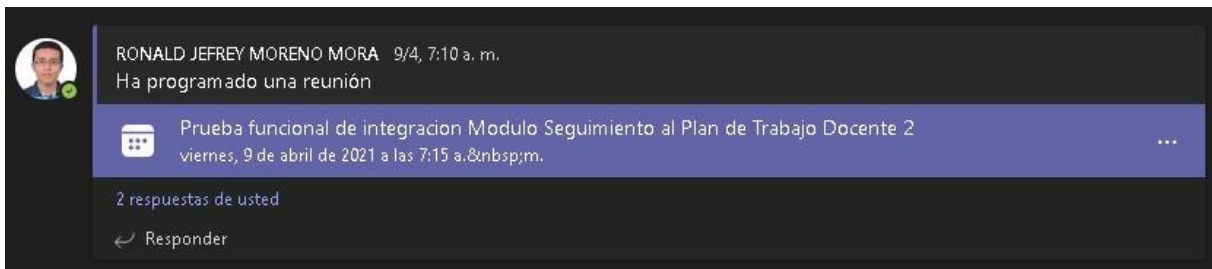 RONALD JEFREY MORENO MORA 9/4, 7:10 a. m.
Ha programado una reunión
Prueba funcional de integracion Modulo Seguimiento al Plan de Trabajo Docente 2
viernes, 9 de abril de 2021 a las 7:15 a.&nbsp;m.
2 respuestas de usted
Responder